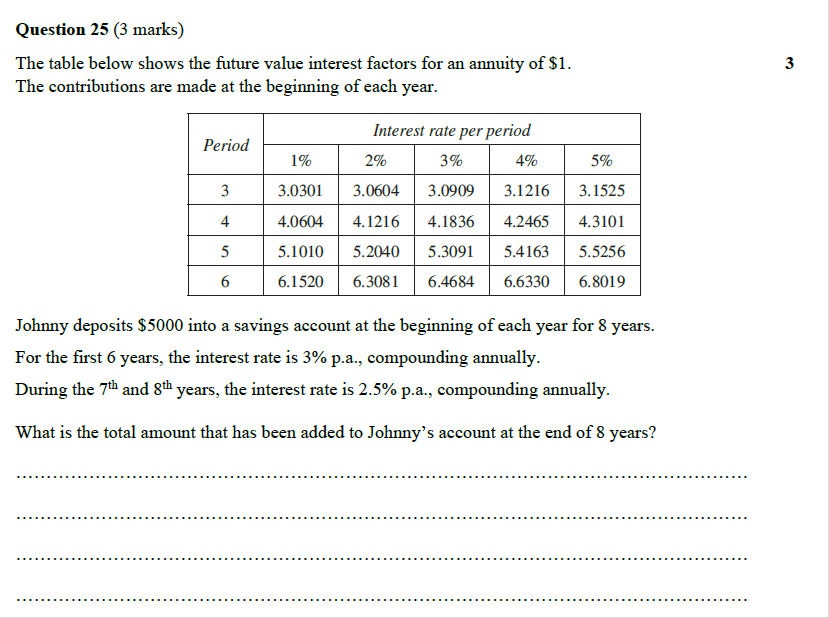 Question 25 (3 marks)
The table below shows the future value interest factors for an annuity of $1. 3
The contributions are made at the beginning of each year.
Period Interest rate per period
1% 2% 3% 4% 5%
3 3.0301 3.0604 3.0909 3.1216 3.1525
4 4.0604 4.1216 4.1836 4.2465 4.3101
5 5.1010 5.2040 5.3091 5.4163 5.5256
6 6.1520 6.3081 6.4684 6.6330 6.8019
Johnny deposits $5000 into a savings account at the beginning of each year for 8 years.
For the first 6 years, the interest rate is 3% p.a., compounding annually.
During the 7th and 8th years, the interest rate is 2.5% p.a., compounding annually.
What is the total amount that has been added to Johnny's account at the end of 8 years?